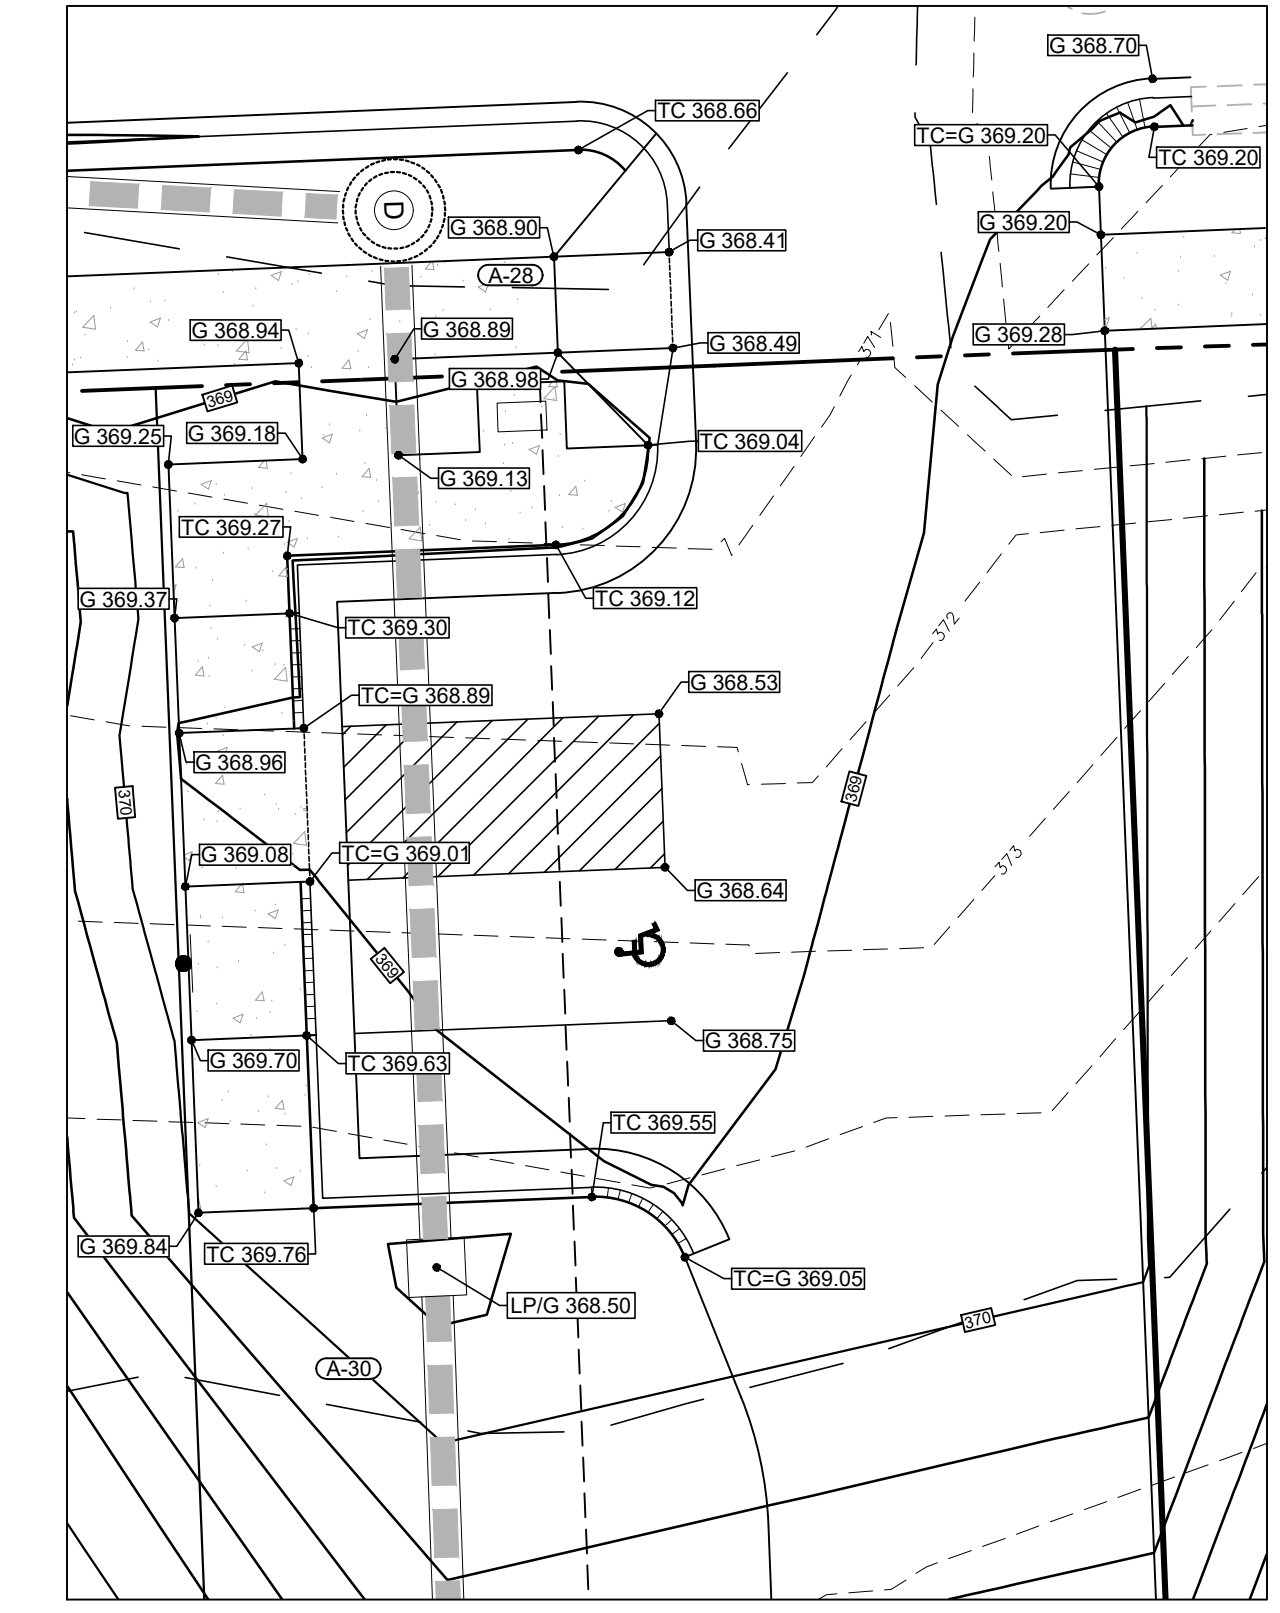 G 368.70
TC 368.66
TC=G 369.20
TC 369.20
D
G 368.90
G 368.41
G 369.20
A-28
G 368.94
G 368.89
G 368.49
G 369.28
371
G 368.98
369
G 369.25
G 369.18
TC 369.04
G 369.13
TC 369.27
G 369.37
TC 369.12
TC 369.30
372
G 368.53
TC=G 368.89
G 368.96
369
370
G 369.08
TC=G 369.01
373
G 368.64
369
G 368.75
G 369.70
TC 369.63
TC 369.55
G 369.84
TC 369.76
TC=G 369.05
LP/G 368.50
370
A-30